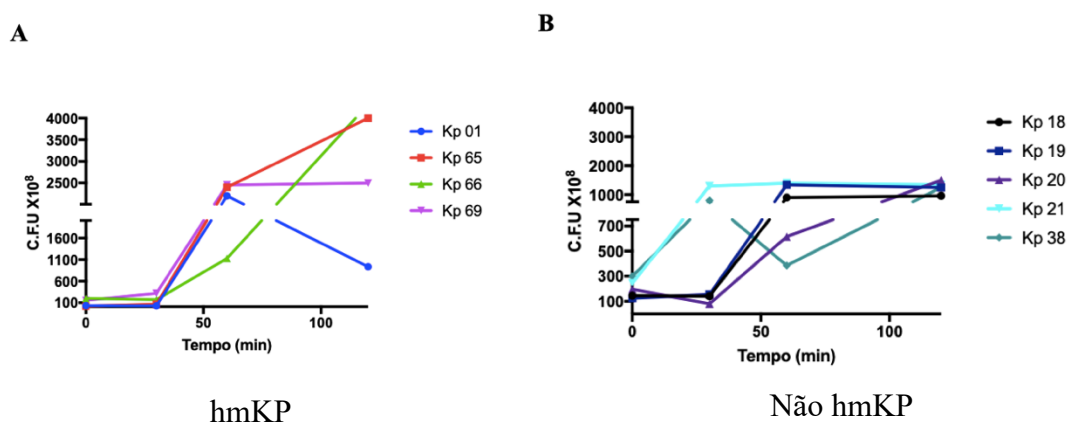 A
C.F.U X10⁸
4000
3500
3000
2500
1600
1100
600
100
0
50
100
Tempo (min)
Kp 01
Kp 65
Kp 66
Kp 69
hmKP
B
C.F.U X10⁸
4000
3000
2000
1000
700
500
300
100
0
50
100
Tempo (min)
Kp 18
Kp 19
Kp 20
Kp 21
Kp 38
Não hmKP